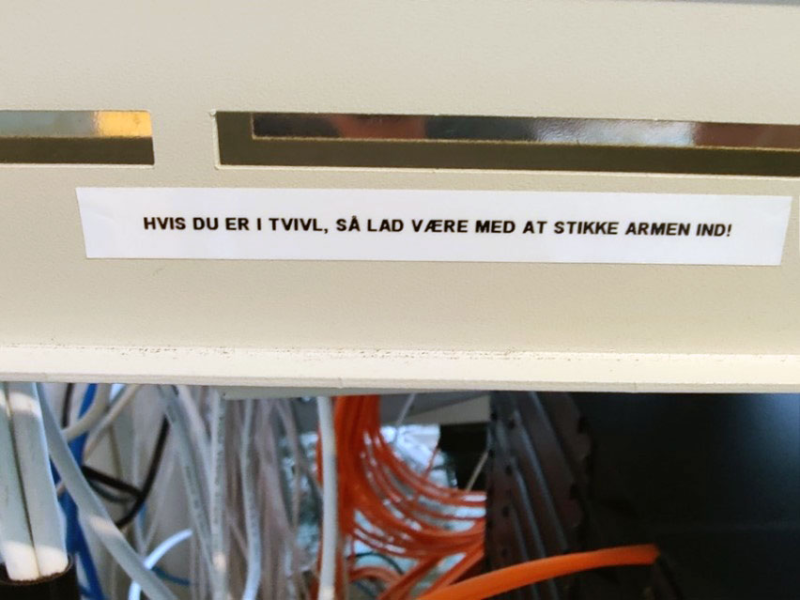 HVIS DU ER I TVIVL, SÅ LAD VÆRE MED AT STIKKE ARMEN IND!